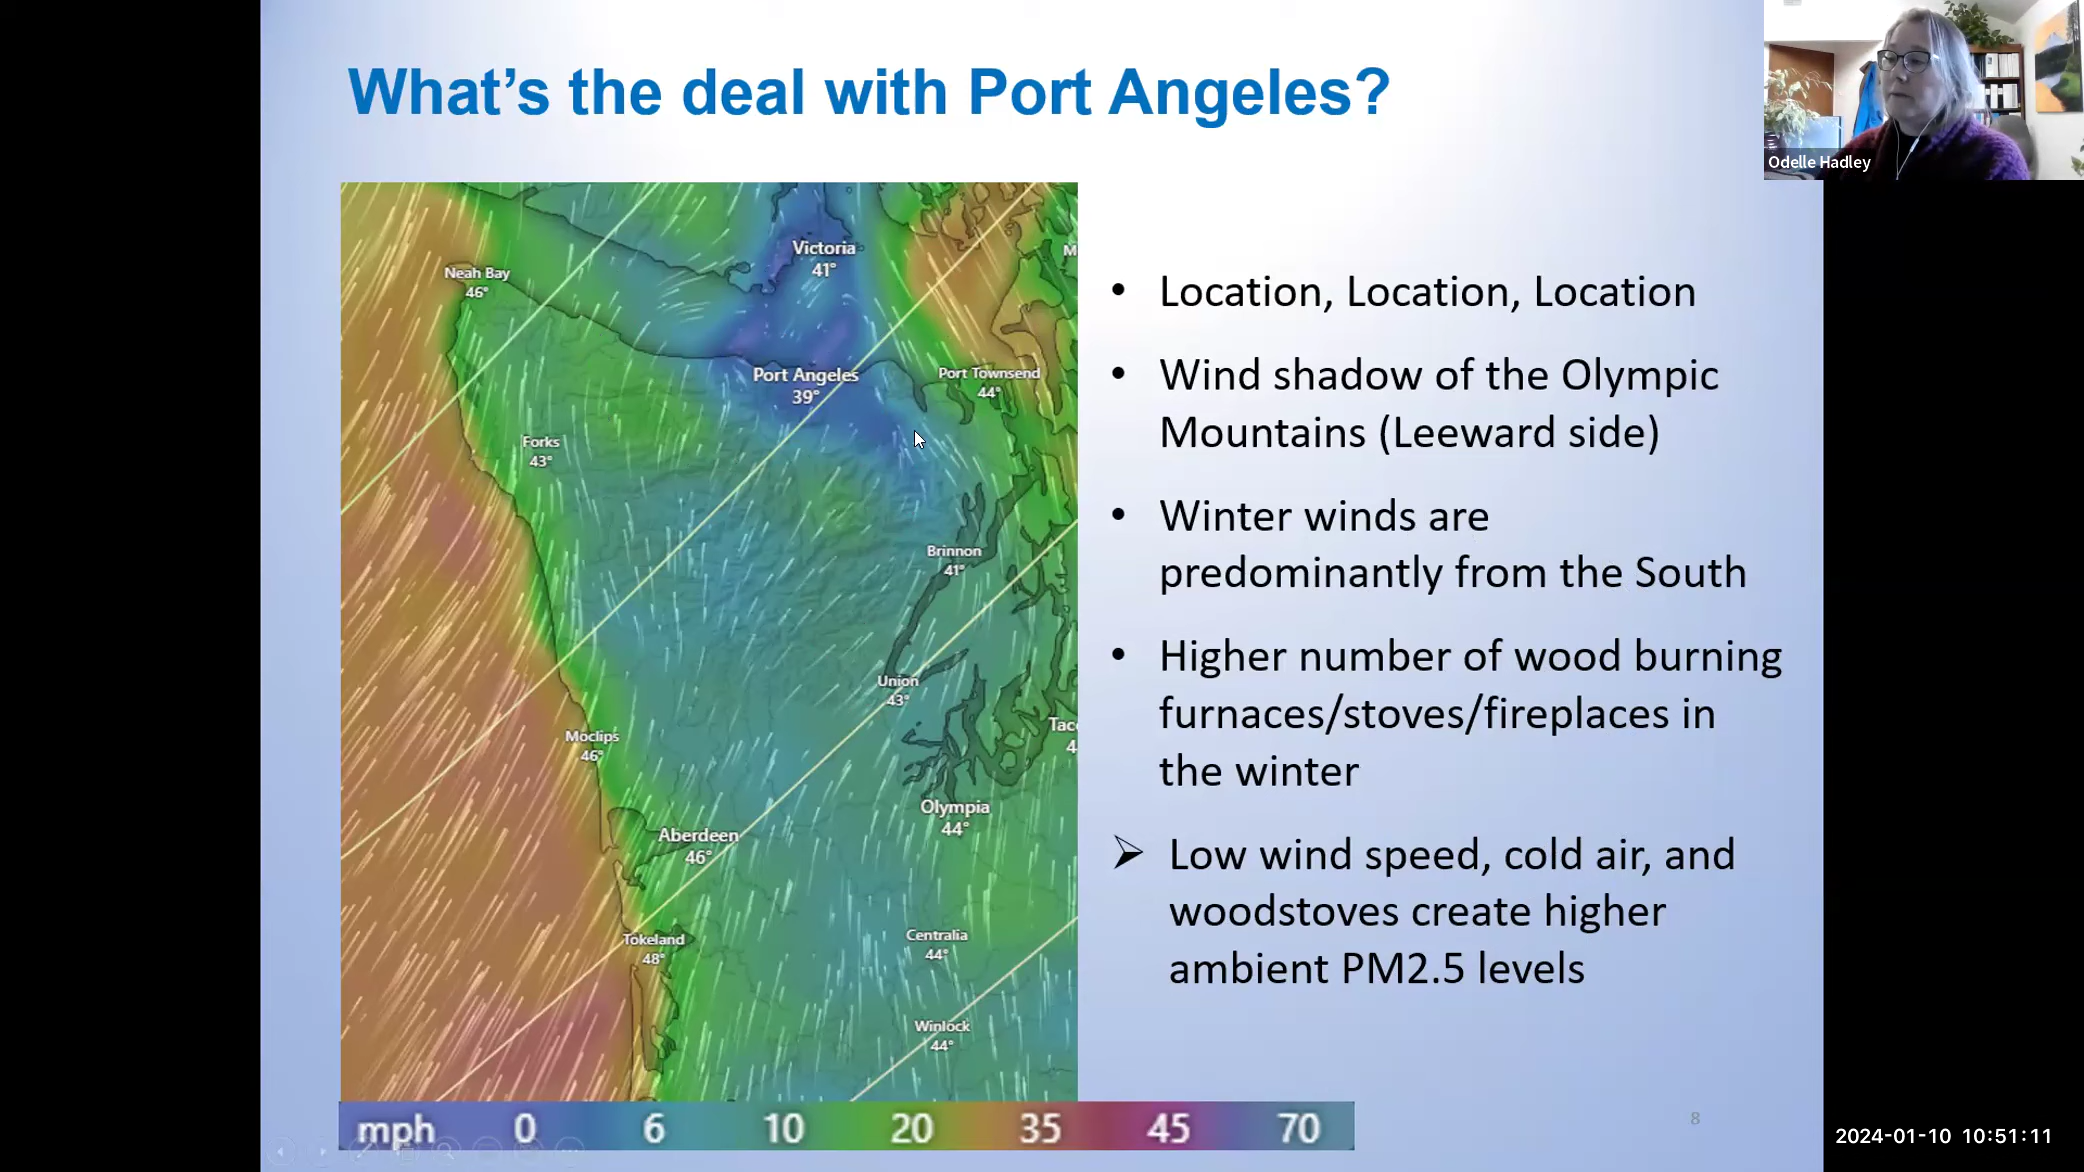 What's the deal with Port Angeles?
Odelle Hadley
Victoria
41°
Neah Bay
46°
Port Angeles
39°
Port Townsend
44°
Forks
43°
Brinnon
41°
Union
43°
Moclips
46°
Aberdeen
46°
Olympia
44°
Tokeland
48°
Centralia
44°
Winlock
44°
mph 0 6 10 20 35 45 70
• Location, Location, Location
• Wind shadow of the Olympic
Mountains (Leeward side)
• Winter winds are
predominantly from the South
• Higher number of wood burning
furnaces/stoves/fireplaces in
the winter
➢ Low wind speed, cold air, and
woodstoves create higher
ambient PM2.5 levels
8
2024-01-10 10:51:11